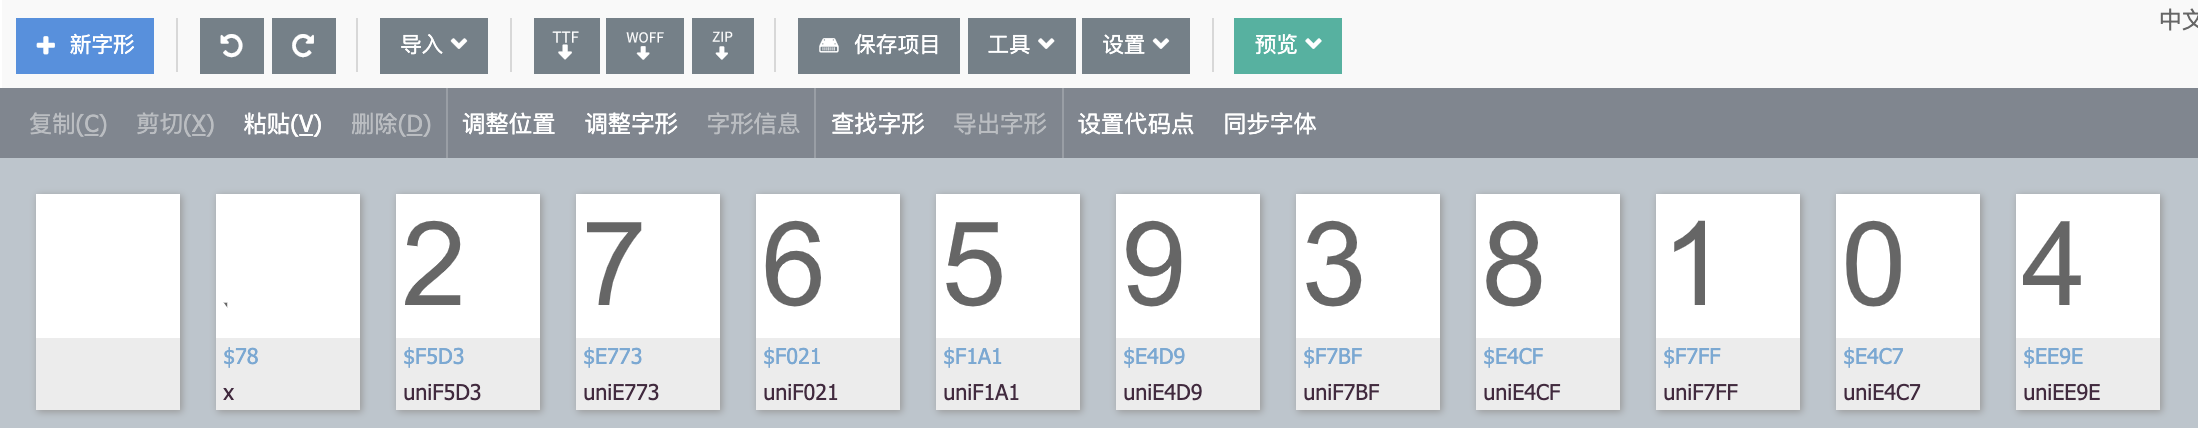 中文
新字形 导入 TTF WOFF ZIP 保存项目 工具 设置 预览
复制(C) 剪切(X) 粘贴(V) 删除(D) 调整位置 调整字形 字形信息 查找字形 导出字形 设置代码点 同步字体
2 7 6 5 9 3 8 1 0 4
$78 $F5D3 $E773 $F021 $F1A1 $E4D9 $F7BF $E4CF $F7FF $E4C7 $EE9E
x uniF5D3 uniE773 uniF021 uniF1A1 uniE4D9 uniF7BF uniE4CF uniF7FF uniE4C7 uniEE9E